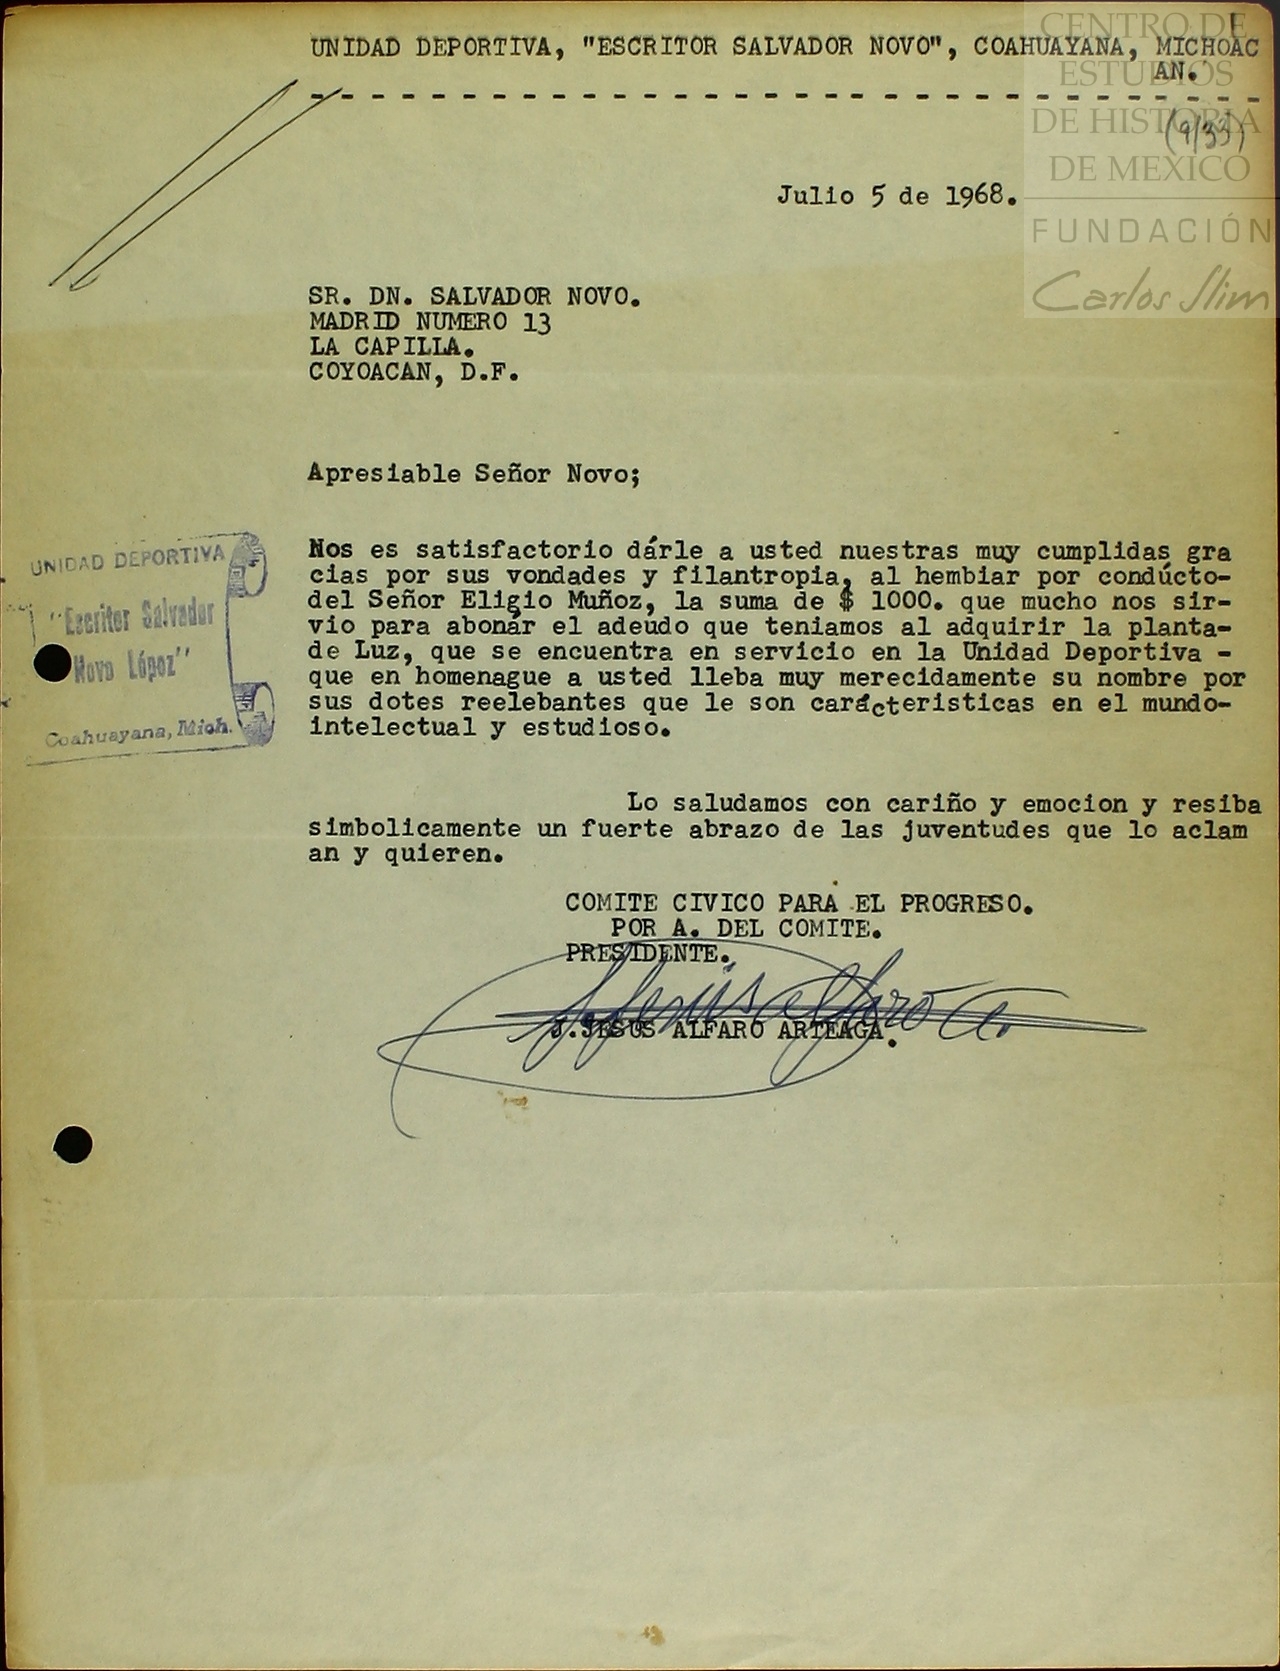 UNIDAD DEPORTIVA, "ESCRITOR SALVADOR NOVO", COAHUAYANA, MICHOAC
AN.
(9/33)
CENTRO DE
ESTUDIOS
DE HISTORIA
DE MEXICO
FUNDACIÓN
Carlos Slim
Julio 5 de 1968.
SR. DN. SALVADOR NOVO.
MADRID NUMERO 13
LA CAPILLA.
COYOACAN, D.F.
Apresiable Señor Novo;
UNIDAD DEPORTIVA
"Escritor Salvador
Novo López"
Coahuayana, Mich.
Nos es satisfactorio dárle a usted nuestras muy cumplidas gra
cias por sus vondades y filantropia, al hembiar por condúcto-
del Señor Eligio Muñoz, la suma de $ 1000. que mucho nos sir-
vio para abonar el adeudo que teniamos al adquirir la planta-
de Luz, que se encuentra en servicio en la Unidad Deportiva -
que en homenague a usted lleba muy merecidamente su nombre por
sus dotes reelebantes que le son carácteristicas en el mundo-
intelectual y estudioso.
Lo saludamos con cariño y emocion y resiba
simbolicamente un fuerte abrazo de las juventudes que lo aclam
an y quieren.
COMITE CIVICO PARA EL PROGRESO.
POR A. DEL COMITE.
PRESIDENTE.
J. Jesús Alfaro A.
J.JESUS ALFARO ARTEAGA.